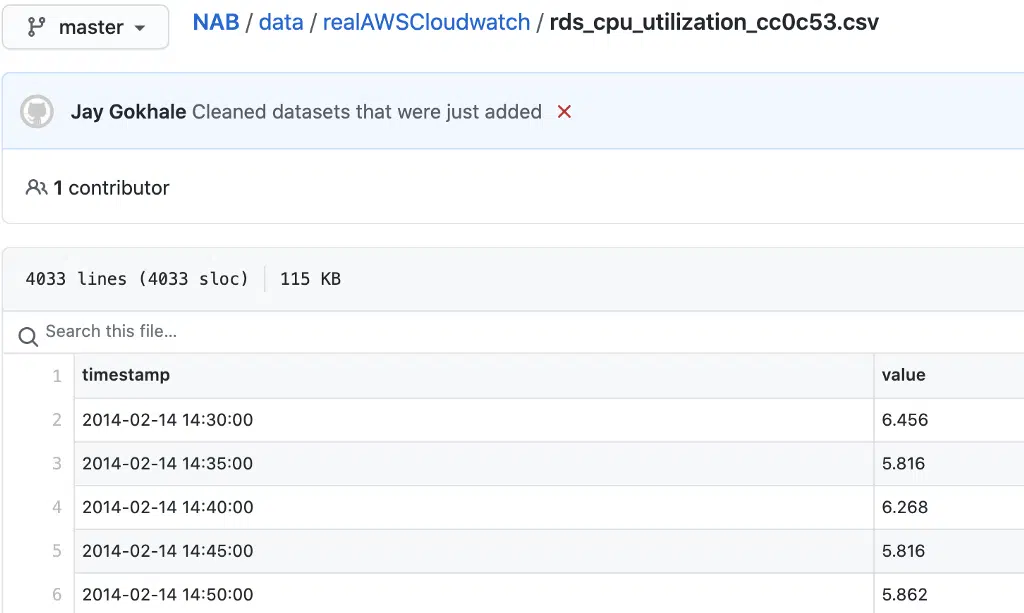 master NAB / data / realAWSCloudwatch / rds_cpu_utilization_cc0c53.csv
Jay Gokhale Cleaned datasets that were just added
1 contributor
4033 lines (4033 sloc) 115 KB
Search this file...
1 timestamp value
2 2014-02-14 14:30:00 6.456
3 2014-02-14 14:35:00 5.816
4 2014-02-14 14:40:00 6.268
5 2014-02-14 14:45:00 5.816
6 2014-02-14 14:50:00 5.862